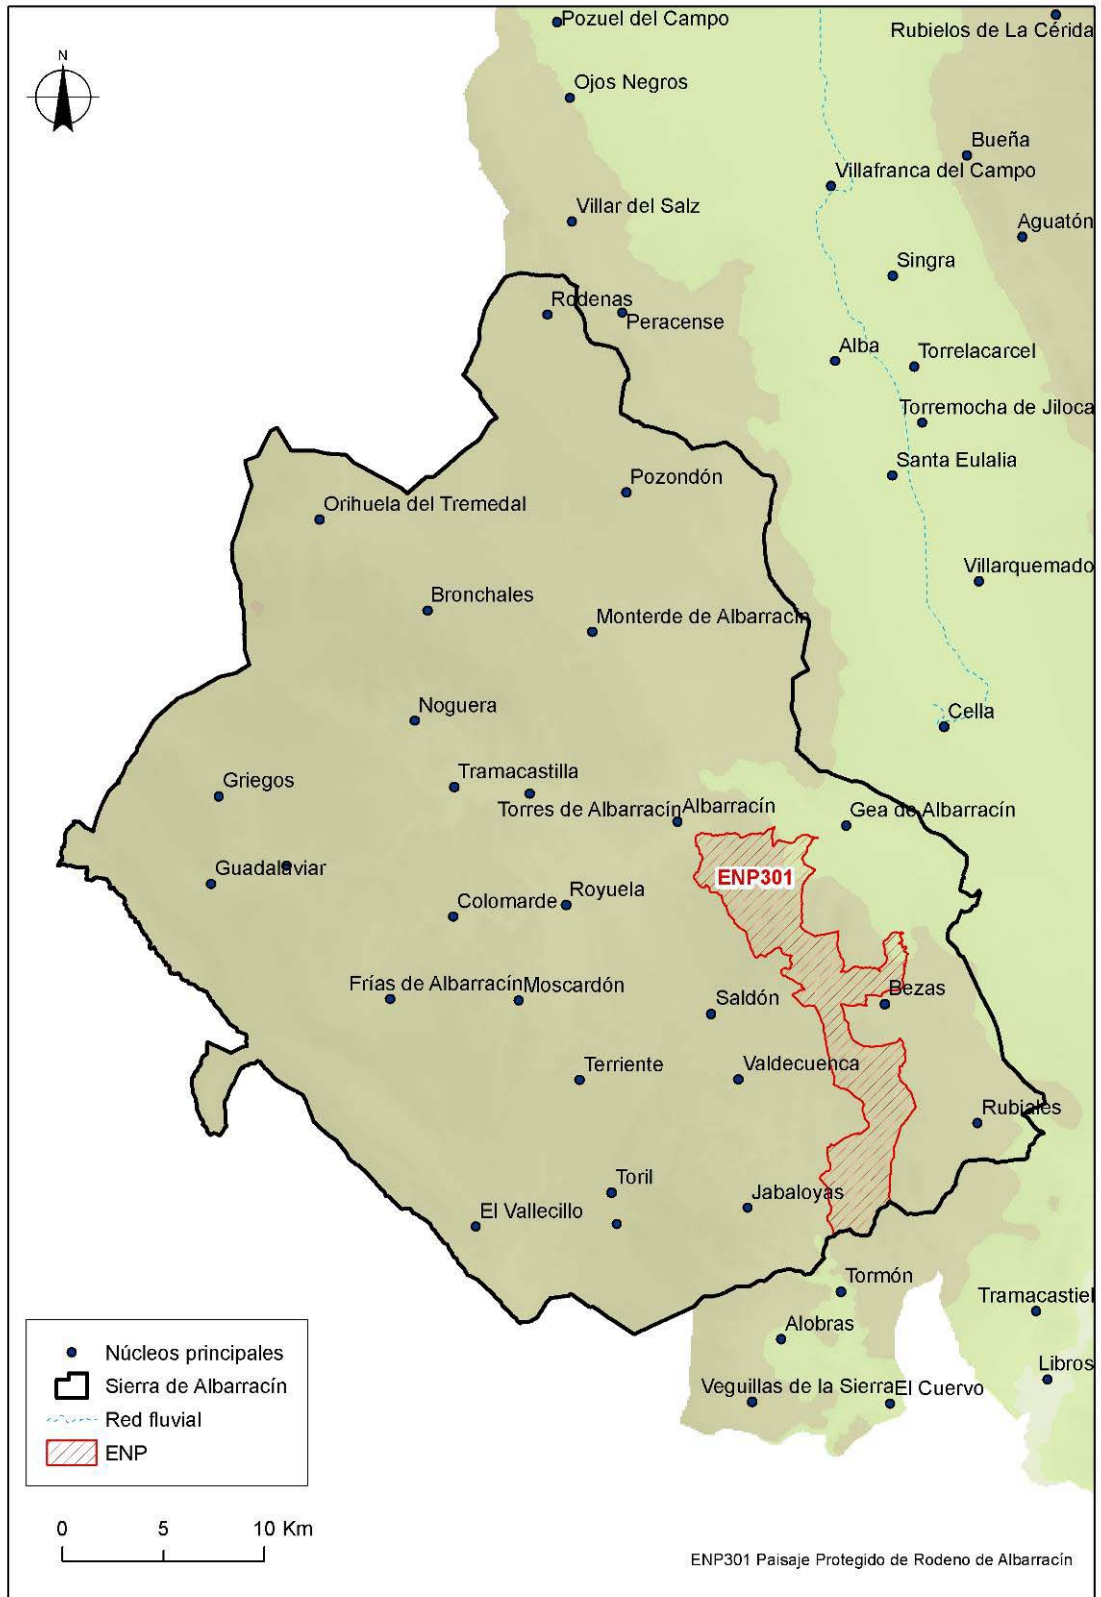 Pozuel del Campo
Rubielos de La Cérida
N
Ojos Negros
Bueña
Villafranca del Campo
Villar del Salz
Aguatón
Singra
Rodenas
Peracense
Alba
Torrelacarcel
Torremocha de Jiloca
Santa Eulalia
Pozondón
Orihuela del Tremedal
Villarquemado
Bronchales
Monterde de Albarracín
Noguera
Cella
Tramacastilla
Griegos
Torres de Albarracín
Albarracín
Gea de Albarracín
Guadalaviar
ENP301
Royuela
Colomarde
Frías de Albarracín
Moscardón
Bezas
Saldón
Terriente
Valdecuenca
Rubiales
Toril
Jabaloyas
El Vallecillo
Tormón
Tramacastiel
Alobras
Libros
Veguillas de la Sierra
El Cuervo
Núcleos principales
Sierra de Albarracín
Red fluvial
ENP
0 5 10 Km
ENP301 Paisaje Protegido de Rodeno de Albarracín